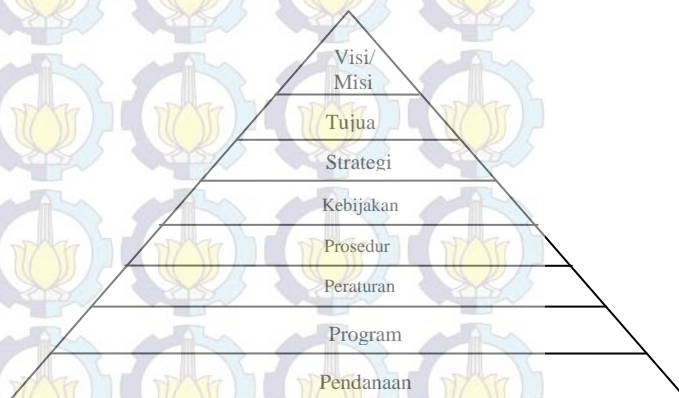 Visi/
Misi
Tujua
Strategi
Kebijakan
Prosedur
Peraturan
Program
Pendanaan